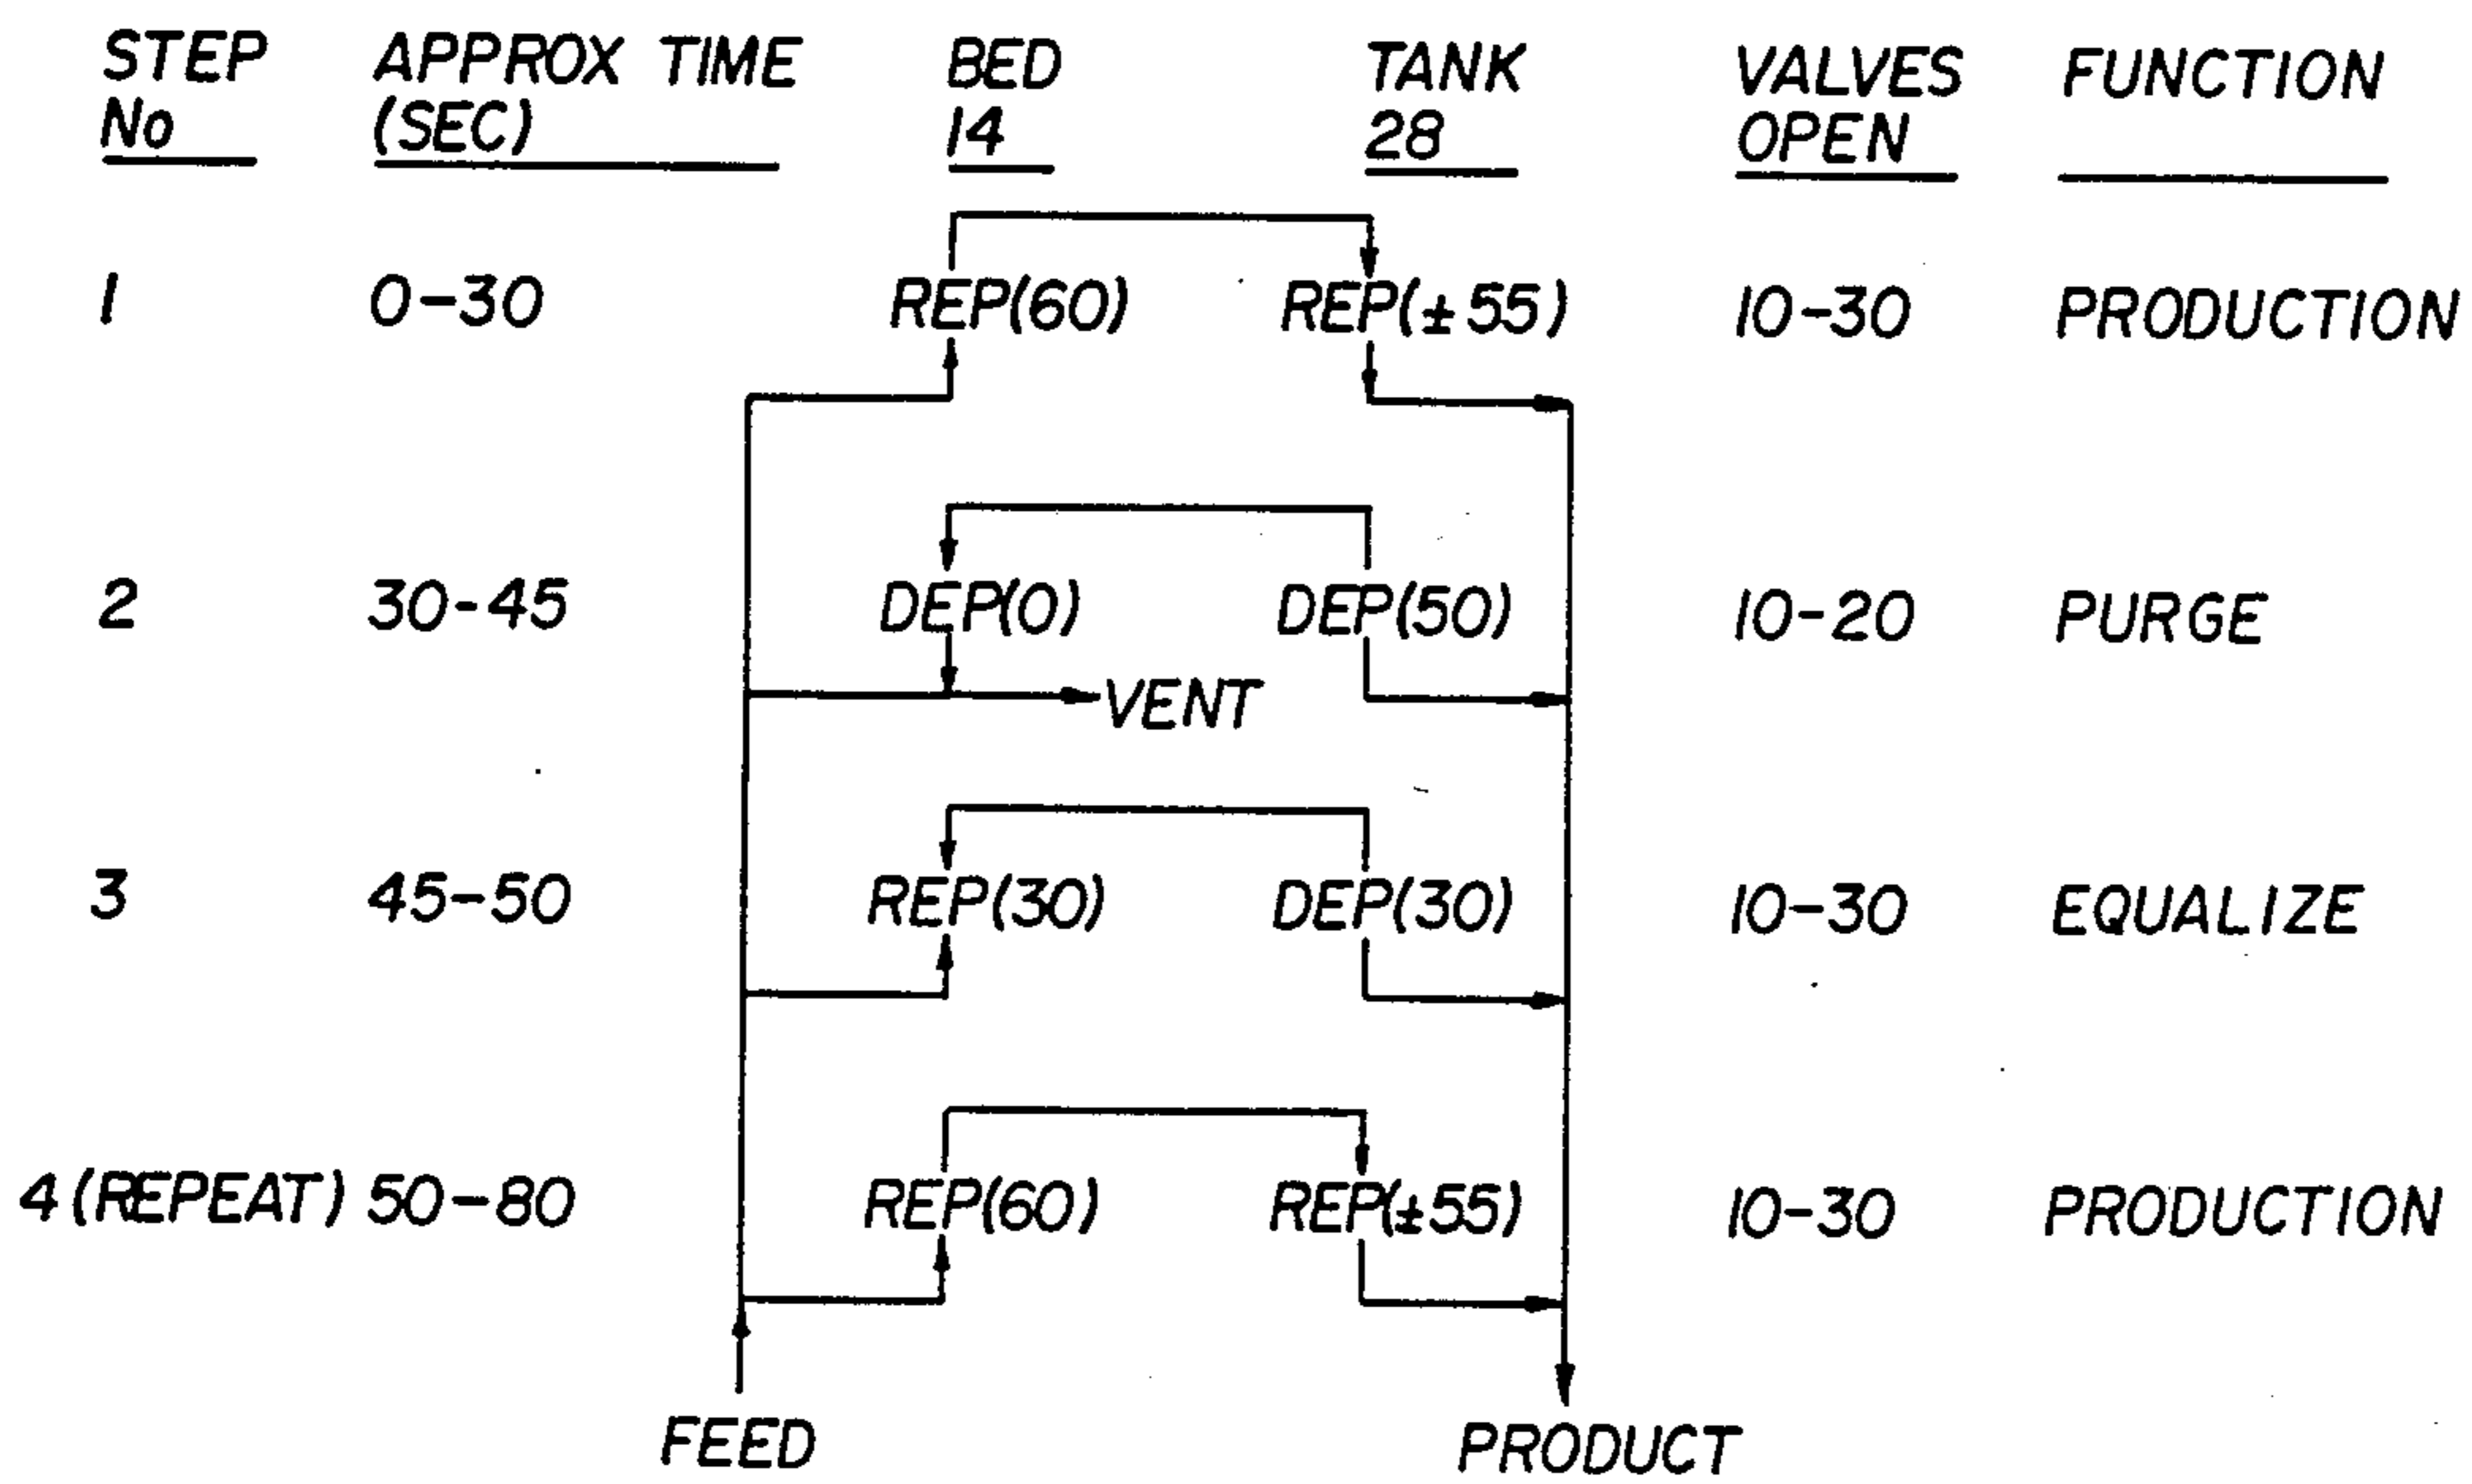 STEP APPROX TIME BED TANK VALVES FUNCTION
No (SEC) 14 28 OPEN
1 0-30 REP(60) REP(±55) 10-30 PRODUCTION
2 30-45 DEP(0) DEP(50) 10-20 PURGE
VENT
3 45-50 REP(30) DEP(30) 10-30 EQUALIZE
4(REPEAT) 50-80 REP(60) REP(±55) 10-30 PRODUCTION
FEED PRODUCT